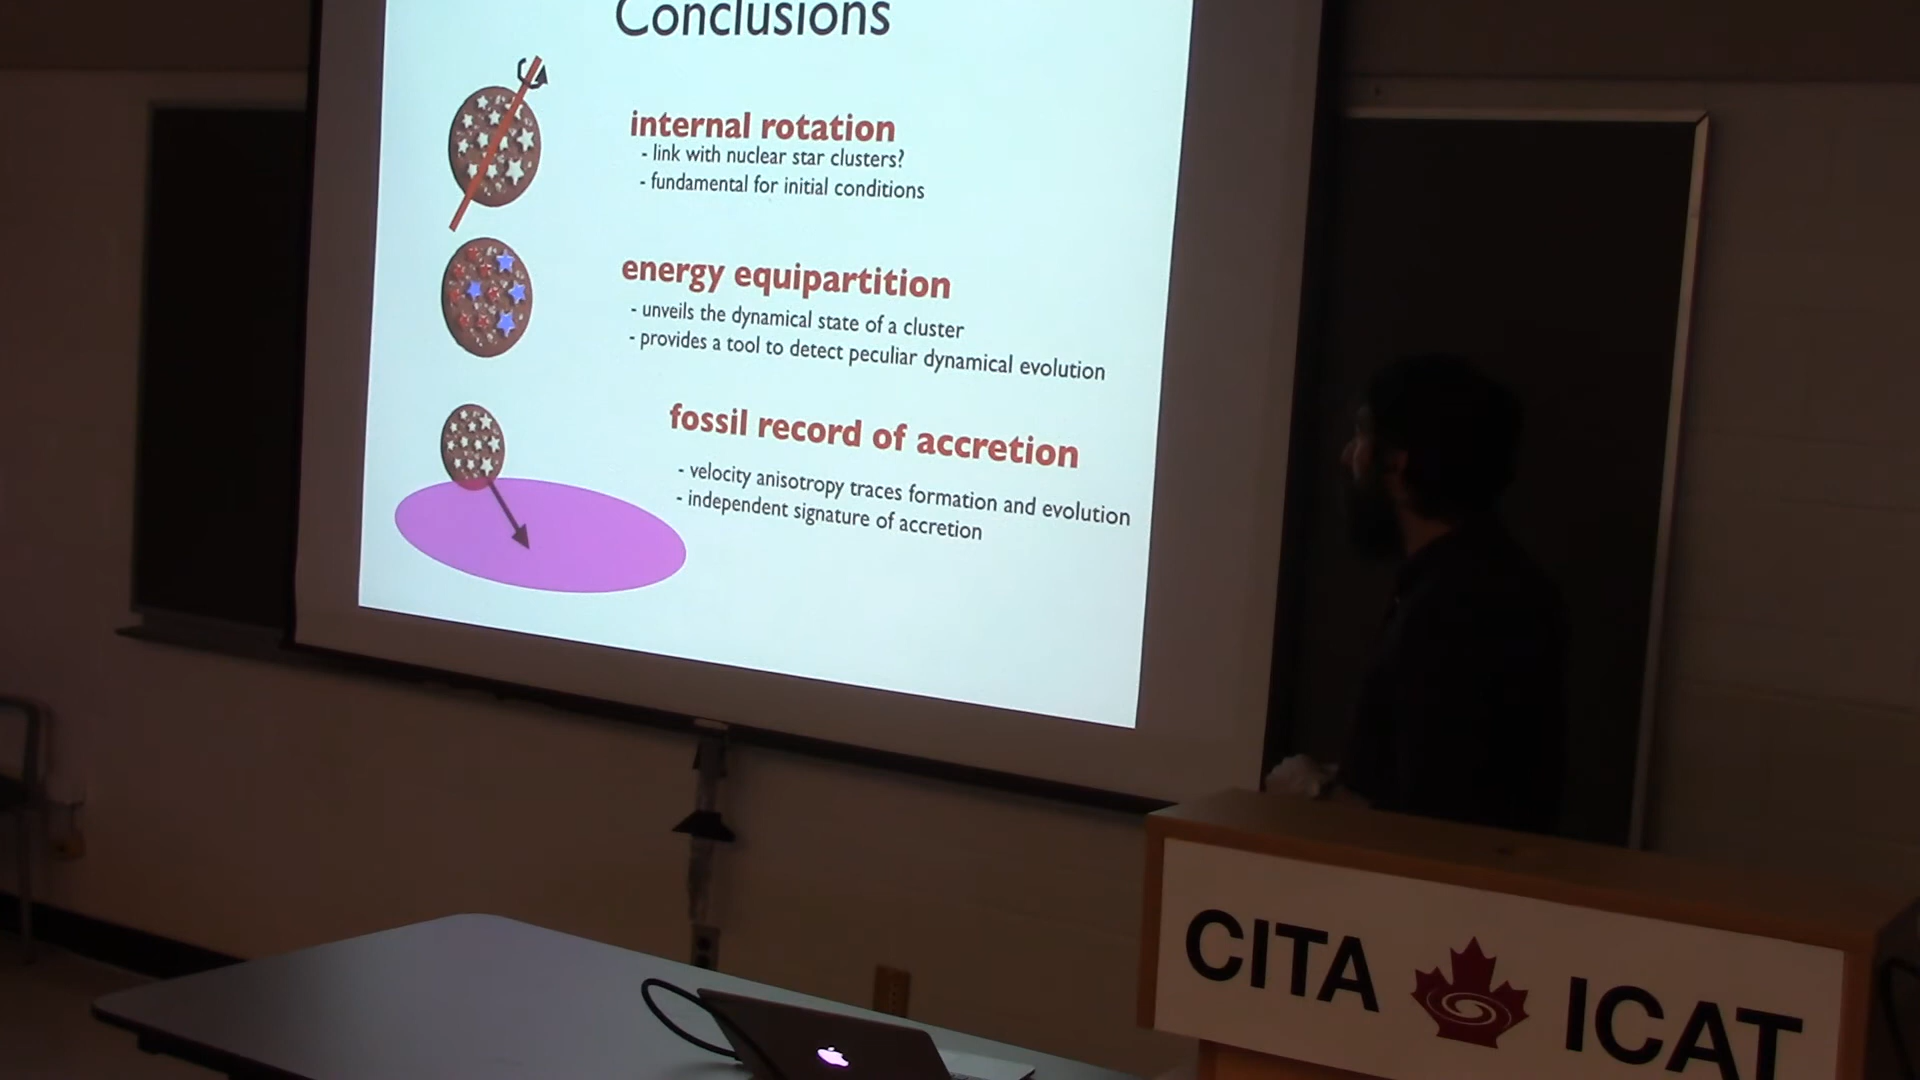 Conclusions
internal rotation
- link with nuclear star clusters?
- fundamental for initial conditions
energy equipartition
- unveils the dynamical state of a cluster
- provides a tool to detect peculiar dynamical evolution
fossil record of accretion
- velocity anisotropy traces formation and evolution
- independent signature of accretion
CITA ICAT